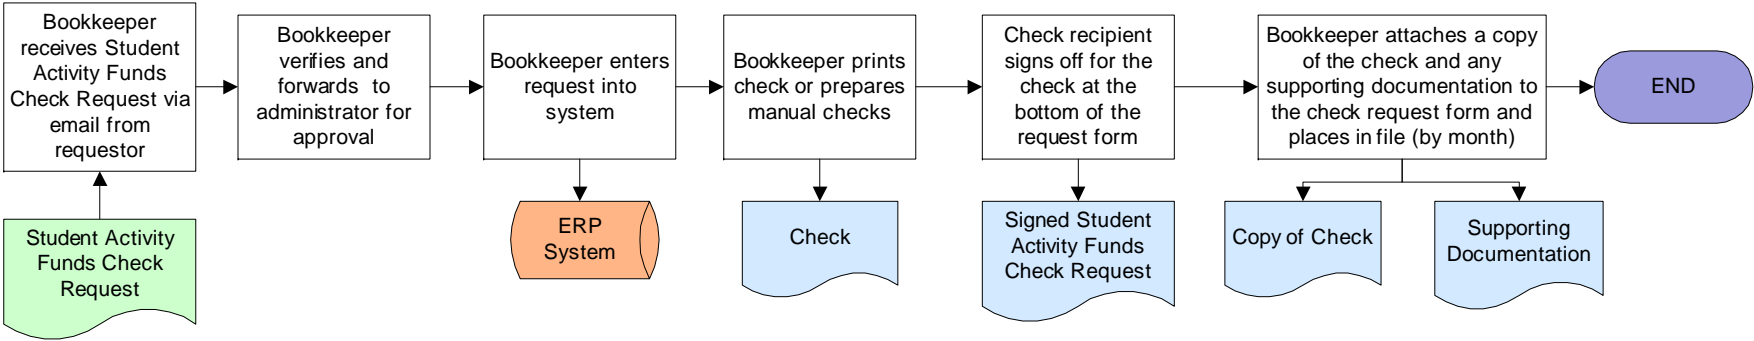 Bookkeeper
receives Student
Activity Funds
Check Request via
email from
requestor
Bookkeeper
verifies and
forwards to
administrator for
approval
Bookkeeper enters
request into
system
Bookkeeper prints
check or prepares
manual checks
Check recipient
signs off for the
check at the
bottom of the
request form
Bookkeeper attaches a copy
of the check and any
supporting documentation to
the check request form and
places in file (by month)
END
Student Activity
Funds Check
Request
ERP
System
Check
Signed Student
Activity Funds
Check Request
Copy of Check
Supporting
Documentation